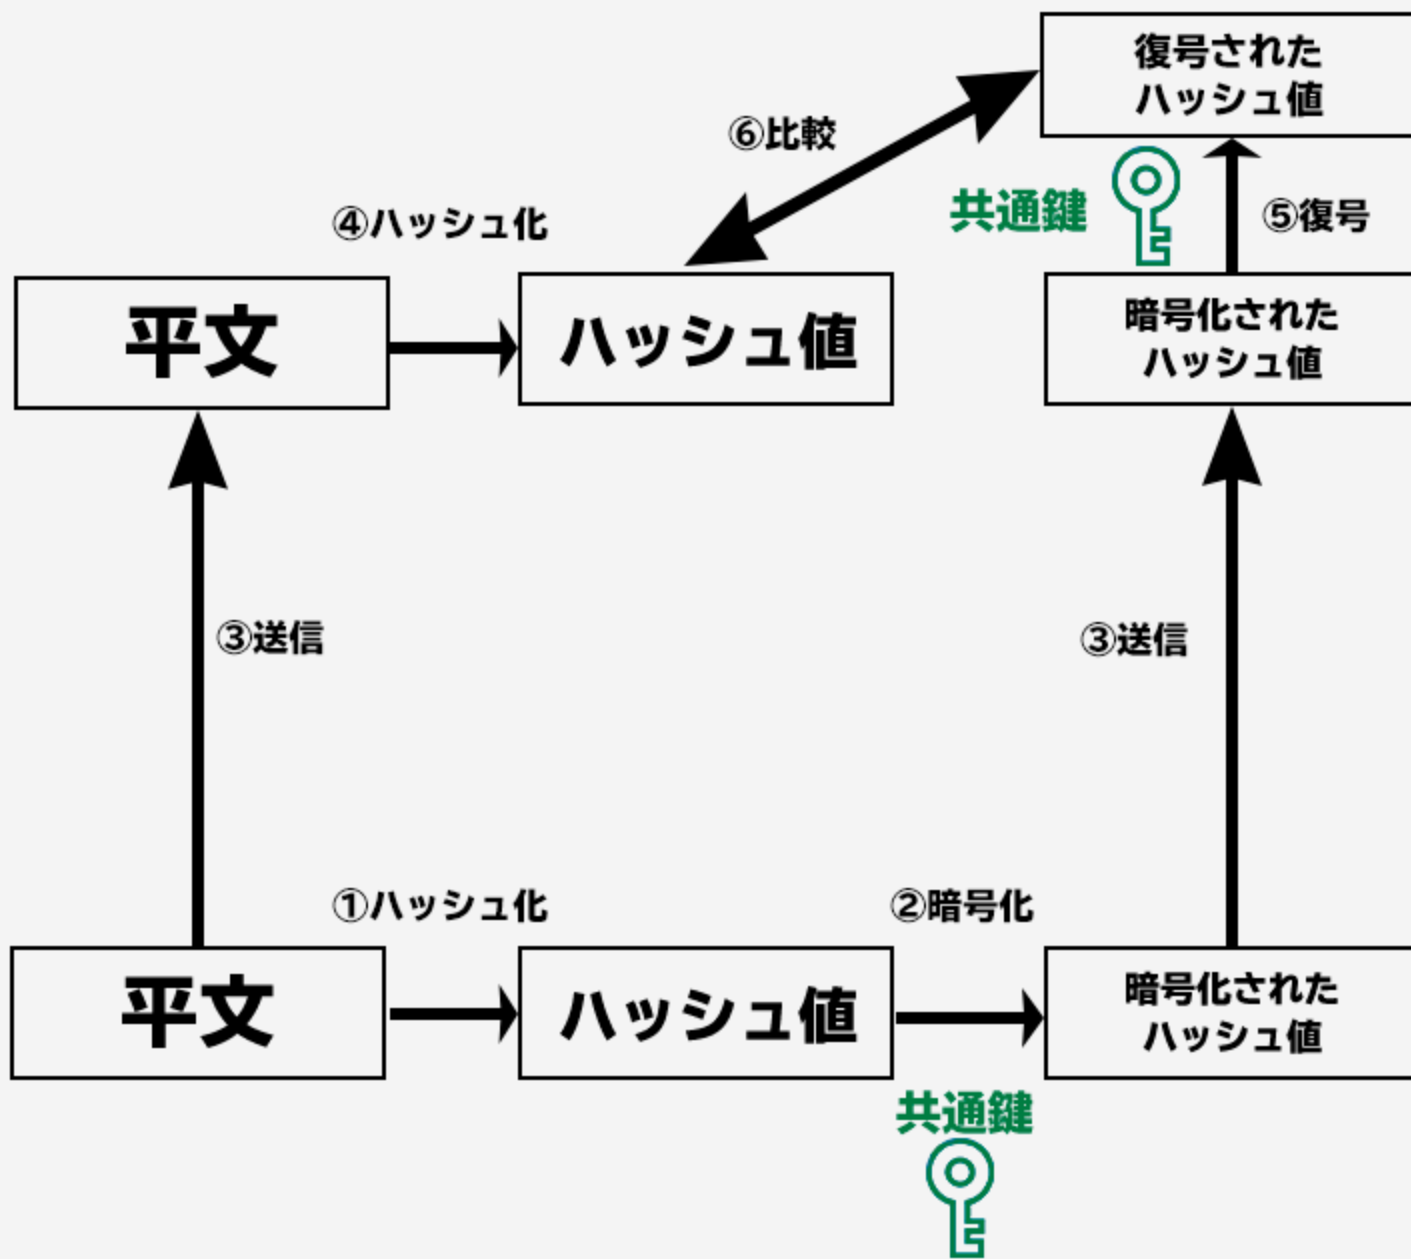 復号された
ハッシュ値
⑥比較
共通鍵
⑤復号
④ハッシュ化
平文
ハッシュ値
暗号化された
ハッシュ値
③送信
③送信
①ハッシュ化
②暗号化
平文
ハッシュ値
暗号化された
ハッシュ値
共通鍵